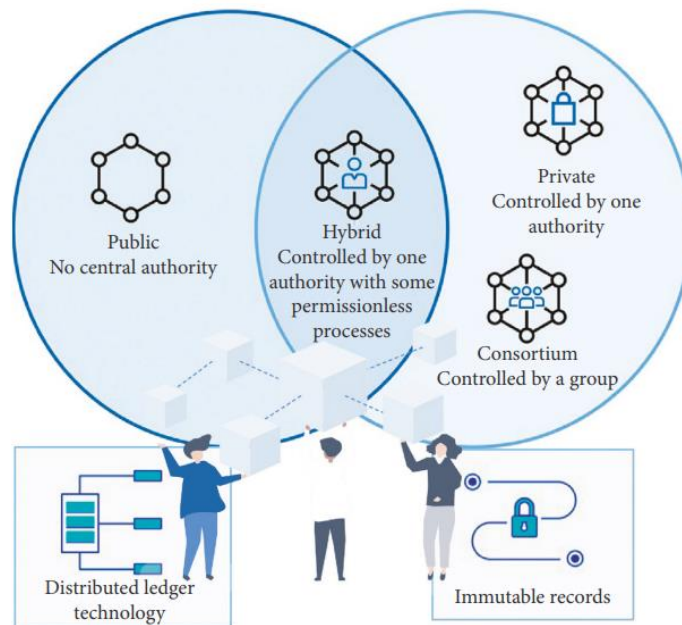 Public
No central authority
Hybrid
Controlled by one
authority with some
permissionless
processes
Private
Controlled by one
authority
Consortium
Controlled by a group
Distributed ledger
technology
Immutable records